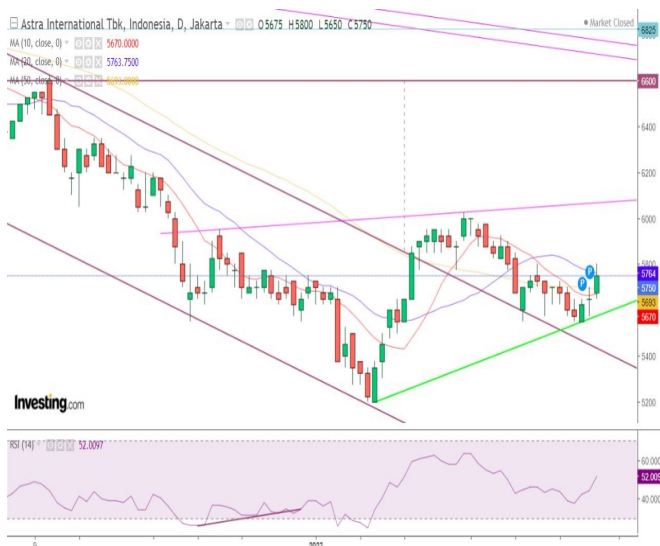 Astra International Tbk, Indonesia, D, Jakarta O5675 H5800 L5650 C5750
Market Closed
MA (10, close, 0) 5670.0000
MA (20, close, 0) 5763.7500
MA (50, close, 0)
6825
6600
6400
6200
6000
5800
5764
5750
5693
5670
5400
5200
P
P
Investing.com
RSI (14) 52.0097
60.000
52.009
40.000